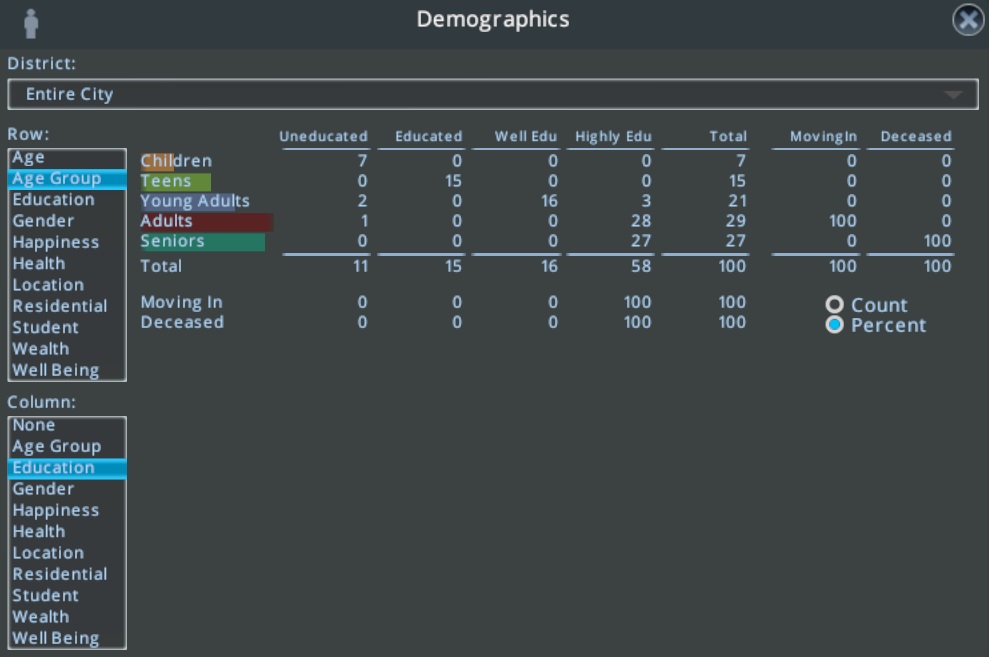 Demographics
District:
Entire City
Row:
Age
Age Group
Education
Gender
Happiness
Health
Location
Residential
Student
Wealth
Well Being
Column:
None
Age Group
Education
Gender
Happiness
Health
Location
Residential
Student
Wealth
Well Being
Uneducated Educated Well Edu Highly Edu Total MovingIn Deceased
Children 7 0 0 0 7 0 0
Teens 0 15 0 0 15 0 0
Young Adults 2 0 16 3 21 0 0
Adults 1 0 0 28 29 100 0
Seniors 0 0 0 27 27 0 100
Total 11 15 16 58 100 100 100
Moving In 0 0 0 100 100
Deceased 0 0 0 100 100
Count
Percent